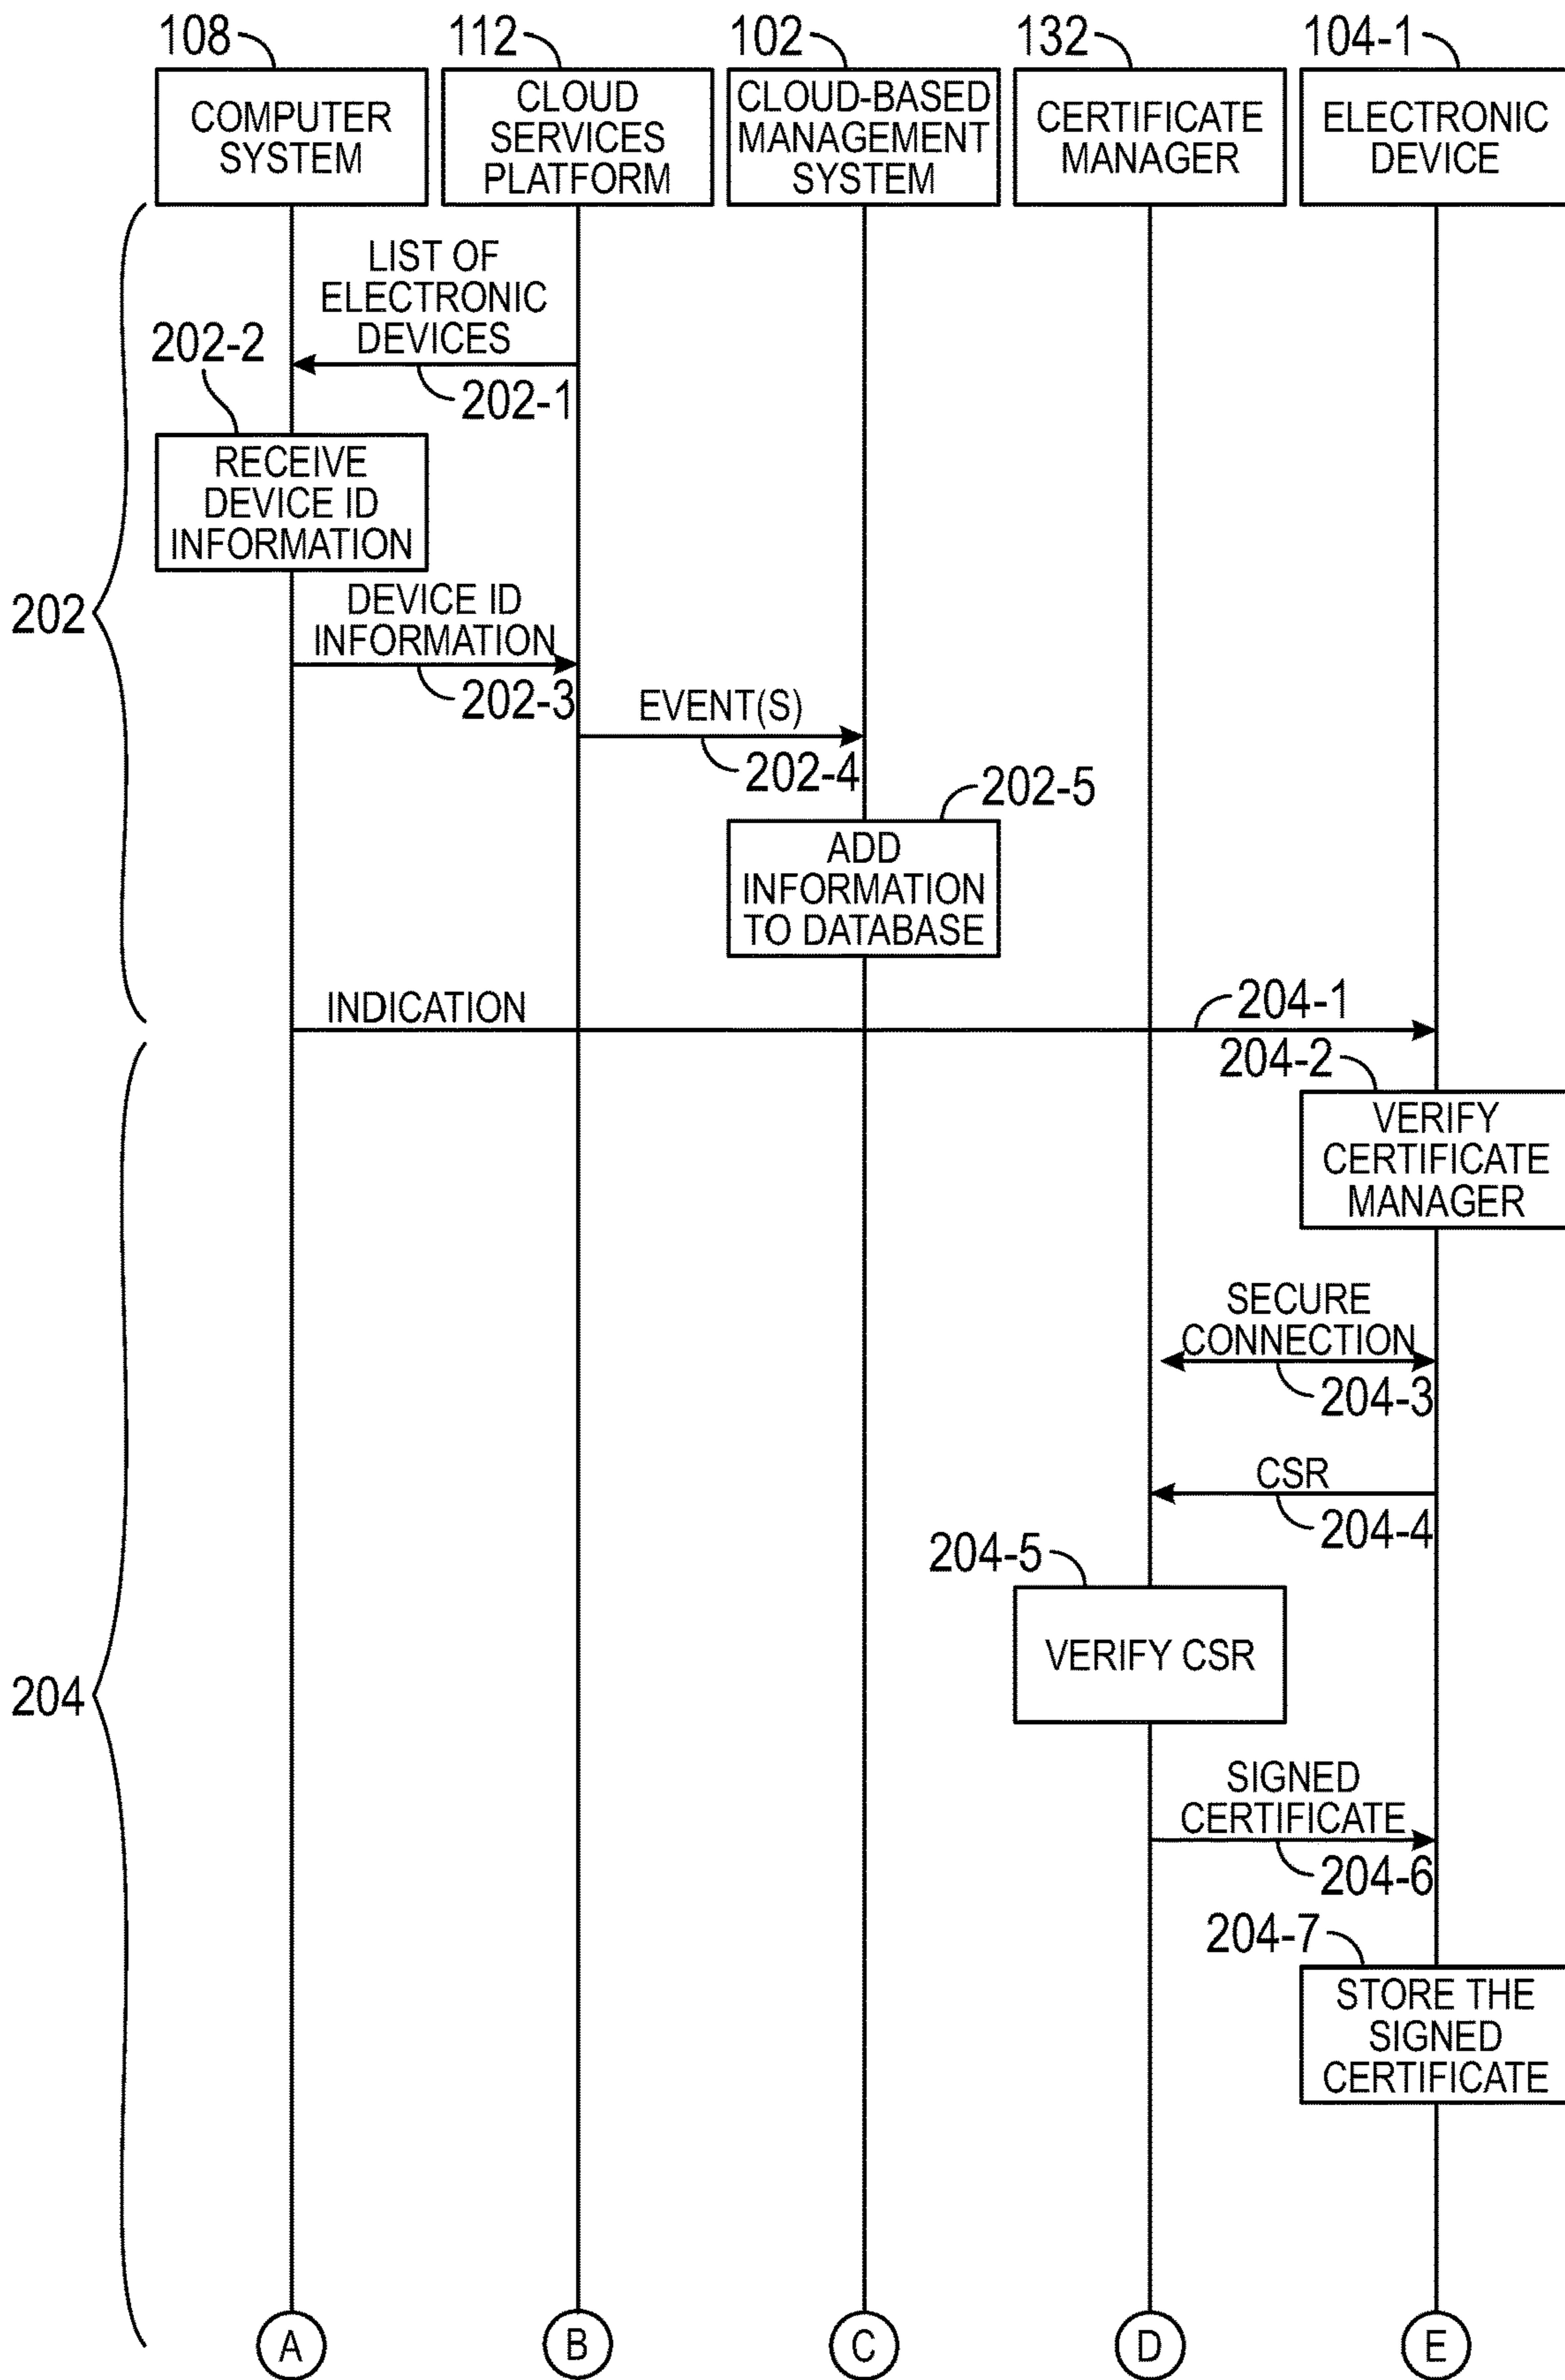 108
112
102
132
104-1
COMPUTER
SYSTEM
CLOUD
SERVICES
PLATFORM
CLOUD-BASED
MANAGEMENT
SYSTEM
CERTIFICATE
MANAGER
ELECTRONIC
DEVICE
LIST OF
ELECTRONIC
DEVICES
202-2
202-1
RECEIVE
DEVICE ID
INFORMATION
202
DEVICE ID
INFORMATION
202-3
EVENT(S)
202-4
202-5
ADD
INFORMATION
TO DATABASE
INDICATION
204-1
204-2
VERIFY
CERTIFICATE
MANAGER
SECURE
CONNECTION
204-3
CSR
204-4
204-5
VERIFY CSR
204
SIGNED
CERTIFICATE
204-6
204-7
STORE THE
SIGNED
CERTIFICATE
A
B
C
D
E